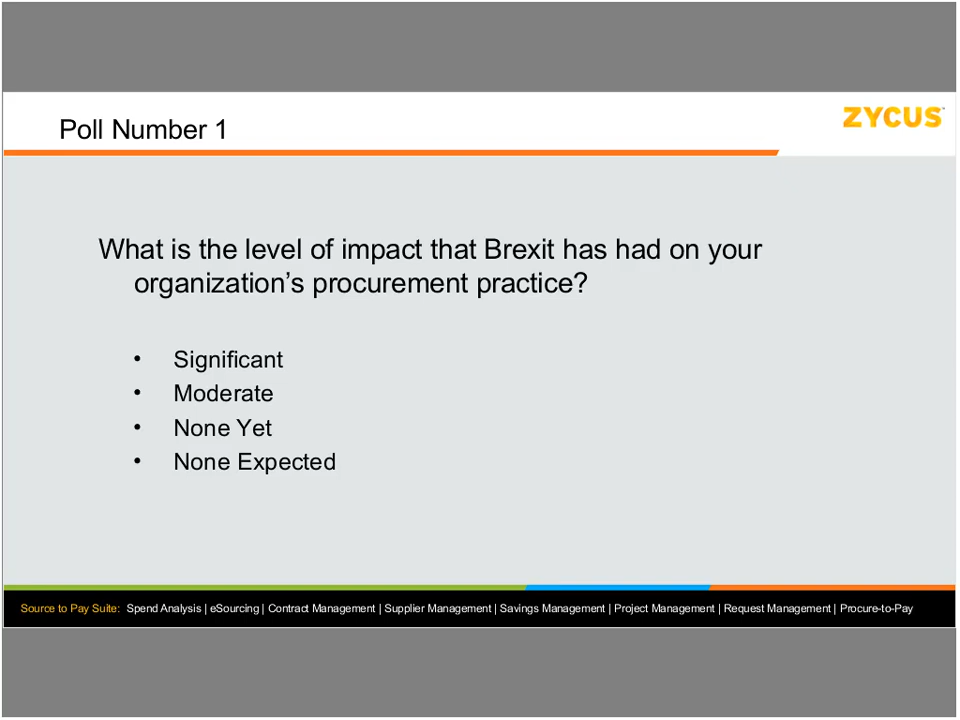 Poll Number 1
ZYCUS
What is the level of impact that Brexit has had on your
organization’s procurement practice?
• Significant
• Moderate
• None Yet
• None Expected
Source to Pay Suite: Spend Analysis | eSourcing | Contract Management | Supplier Management | Savings Management | Project Management | Request Management | Procure-to-Pay